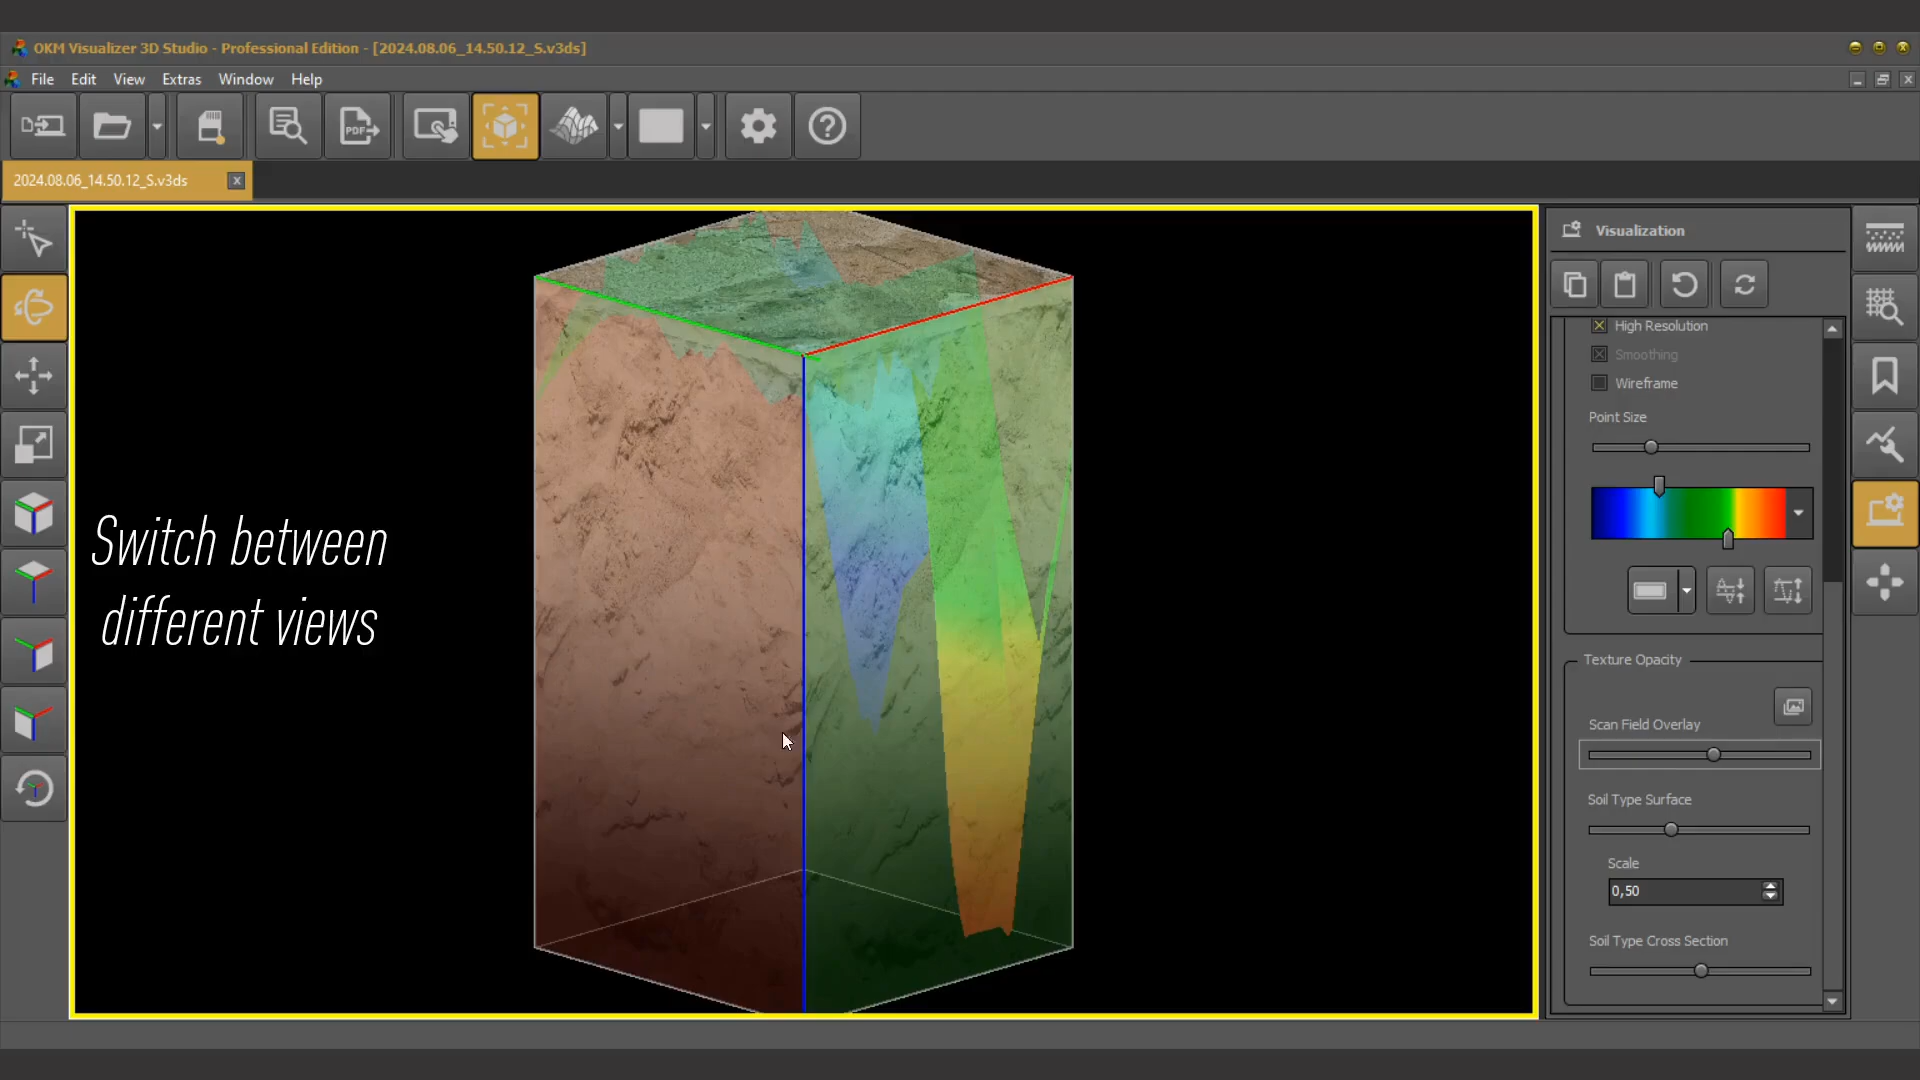 OKM Visualizer 3D Studio - Professional Edition - [2024.08.06_14.50.12_S.v3ds]
File Edit View Extras Window Help
PDF
2024.08.06_14.50.12_S.v3ds
Visualization
High Resolution
Smoothing
Wireframe
Point Size
Switch between
different views
Texture Opacity
Scan Field Overlay
Soil Type Surface
Scale
0,50
Soil Type Cross Section